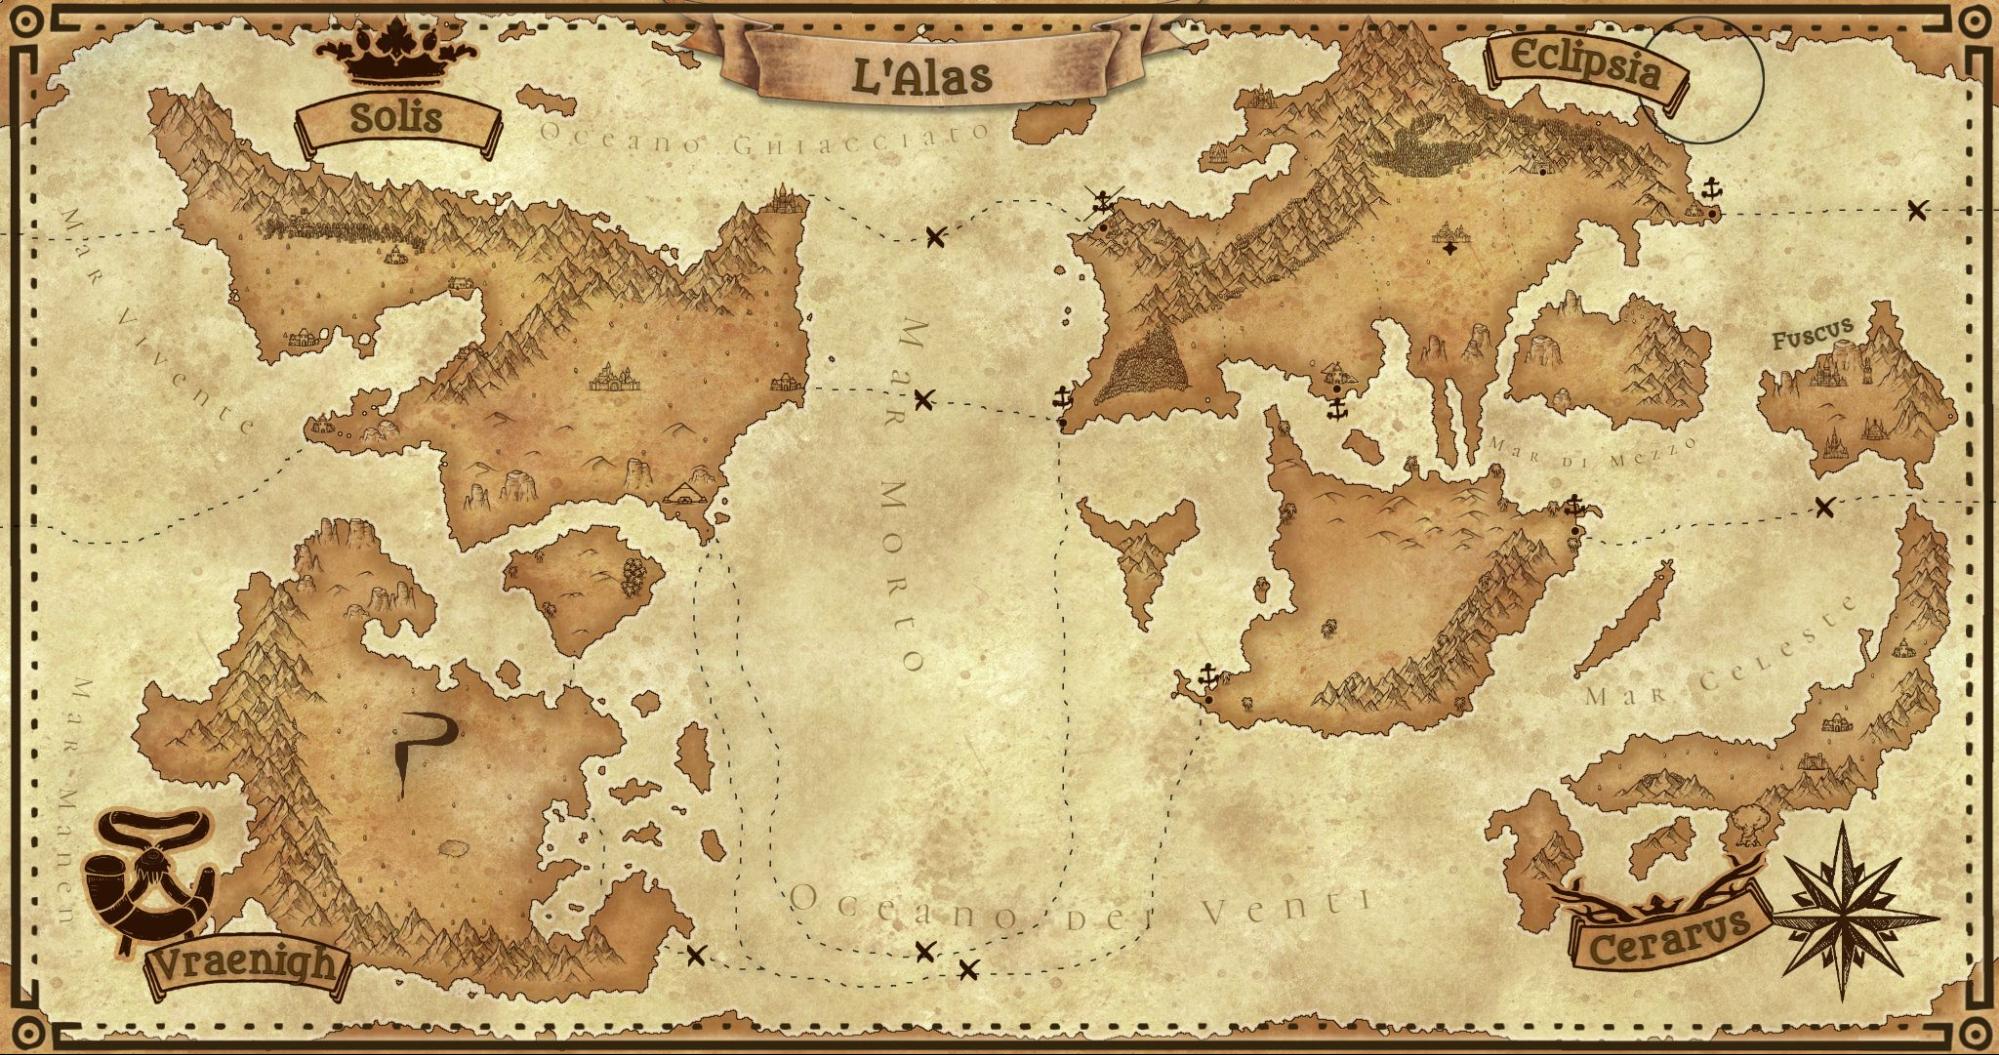 L'Alas
Solis
Eclipsia
Oceano Ghiacciato
Mar Vivente
Mar Morto
Fuscus
Mar di Mezzo
Mar Celeste
Mar Manen
Oceano dei Venti
Vraenigh
Cerarus